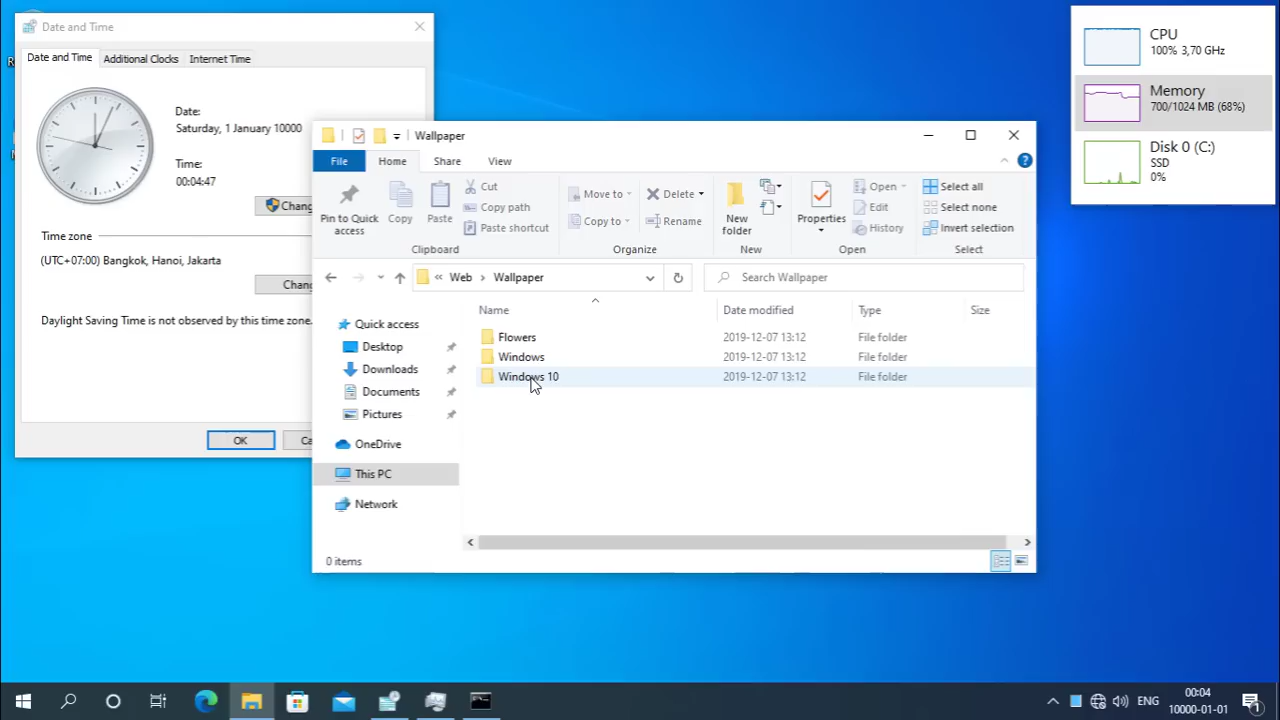 Date and Time
Date and Time
Additional Clocks
Internet Time
Date:
Saturday, 1 January 10000
Time:
00:04:47
Chang
Time zone
(UTC+07:00) Bangkok, Hanoi, Jakarta
Chang
Daylight Saving Time is not observed by this time zone.
OK
Ca
Wallpaper
File
Home
Share
View
Pin to Quick access
Copy
Paste
Cut
Copy path
Paste shortcut
Clipboard
Move to
Copy to
Delete
Rename
Organize
New folder
New
Properties
Open
Edit
History
Open
Select all
Select none
Invert selection
Select
« Web > Wallpaper
Search Wallpaper
Quick access
Desktop
Downloads
Documents
Pictures
OneDrive
This PC
Network
Name Date modified Type Size
Flowers 2019-12-07 13:12 File folder
Windows 2019-12-07 13:12 File folder
Windows 10 2019-12-07 13:12 File folder
0 items
CPU
100% 3,70 GHz
Memory
700/1024 MB (68%)
Disk 0 (C:)
SSD
0%
ENG
00:04
10000-01-01
1